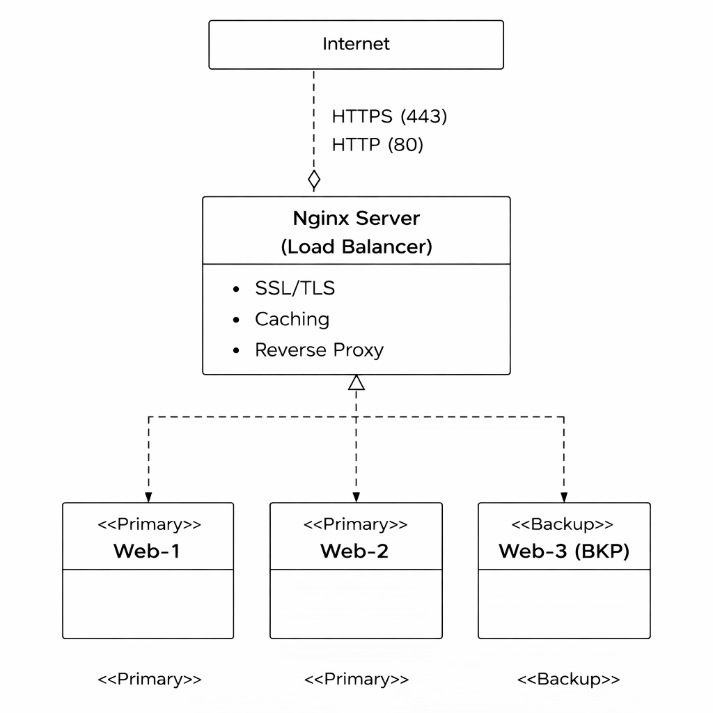 Internet
HTTPS (443)
HTTP (80)
Nginx Server
(Load Balancer)
• SSL/TLS
• Caching
• Reverse Proxy
<<Primary>> <<Primary>> <<Backup>>
Web-1 Web-2 Web-3 (BKP)
<<Primary>> <<Primary>> <<Backup>>